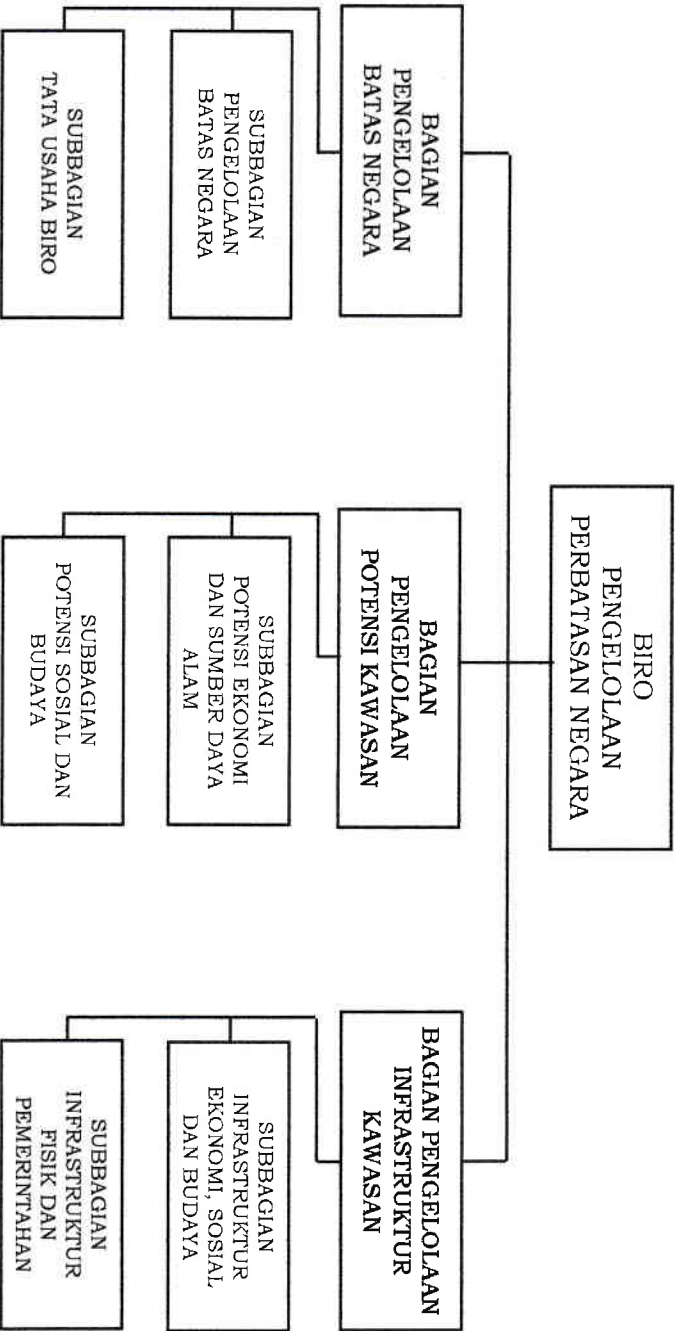 BIRO
PENGELOLAAN
PERBATASAN NEGARA
BAGIAN
PENGELOLAAN
BATAS NEGARA
SUBBAGIAN
PENGELOLAAN
BATAS NEGARA
SUBBAGIAN
TATA USAHA BIRO
BAGIAN
PENGELOLAAN
POTENSI KAWASAN
SUBBAGIAN
POTENSI EKONOMI
DAN SUMBER DAYA
ALAM
SUBBAGIAN
POTENSI SOSIAL DAN
BUDAYA
BAGIAN PENGELOLAAN
INFRASTRUKTUR
KAWASAN
SUBBAGIAN
INFRASTRUKTUR
EKONOMI, SOSIAL
DAN BUDAYA
SUBBAGIAN
INFRASTRUKTUR
FISIK DAN
PEMERINTAHAN